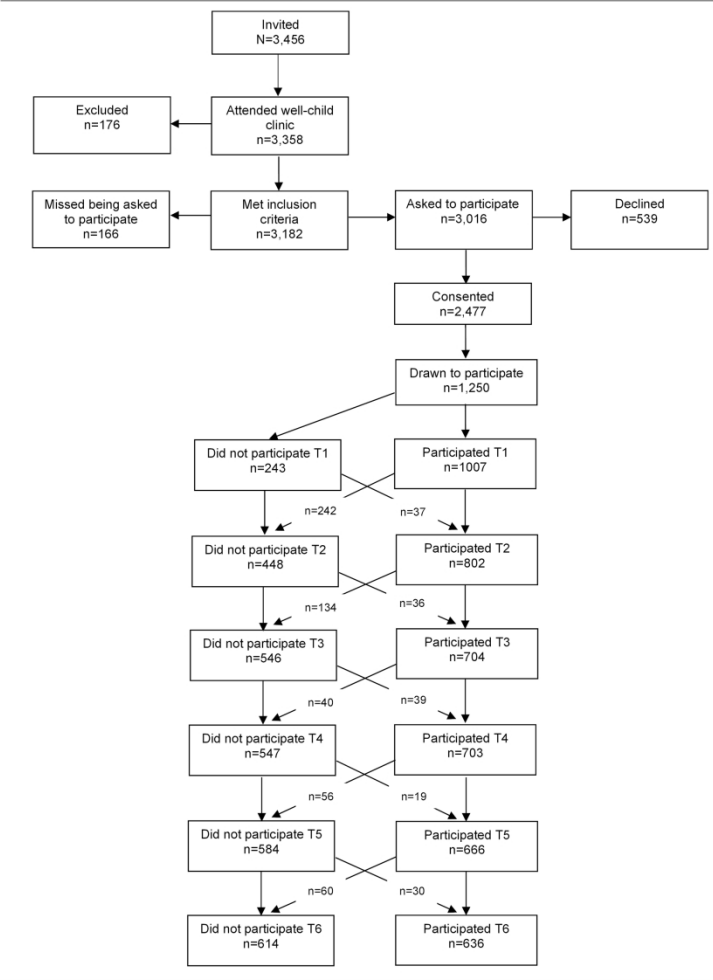 Invited
N=3,456
Excluded
n=176
Attended well-child
clinic
n=3,358
Missed being asked
to participate
n=166
Met inclusion
criteria
n=3,182
Asked to participate
n=3,016
Declined
n=539
Consented
n=2,477
Drawn to participate
n=1,250
Did not participate T1
n=243
Participated T1
n=1007
n=242
n=37
Did not participate T2
n=448
Participated T2
n=802
n=134
n=36
Did not participate T3
n=546
Participated T3
n=704
n=40
n=39
Did not participate T4
n=547
Participated T4
n=703
n=56
n=19
Did not participate T5
n=584
Participated T5
n=666
n=60
n=30
Did not participate T6
n=614
Participated T6
n=636